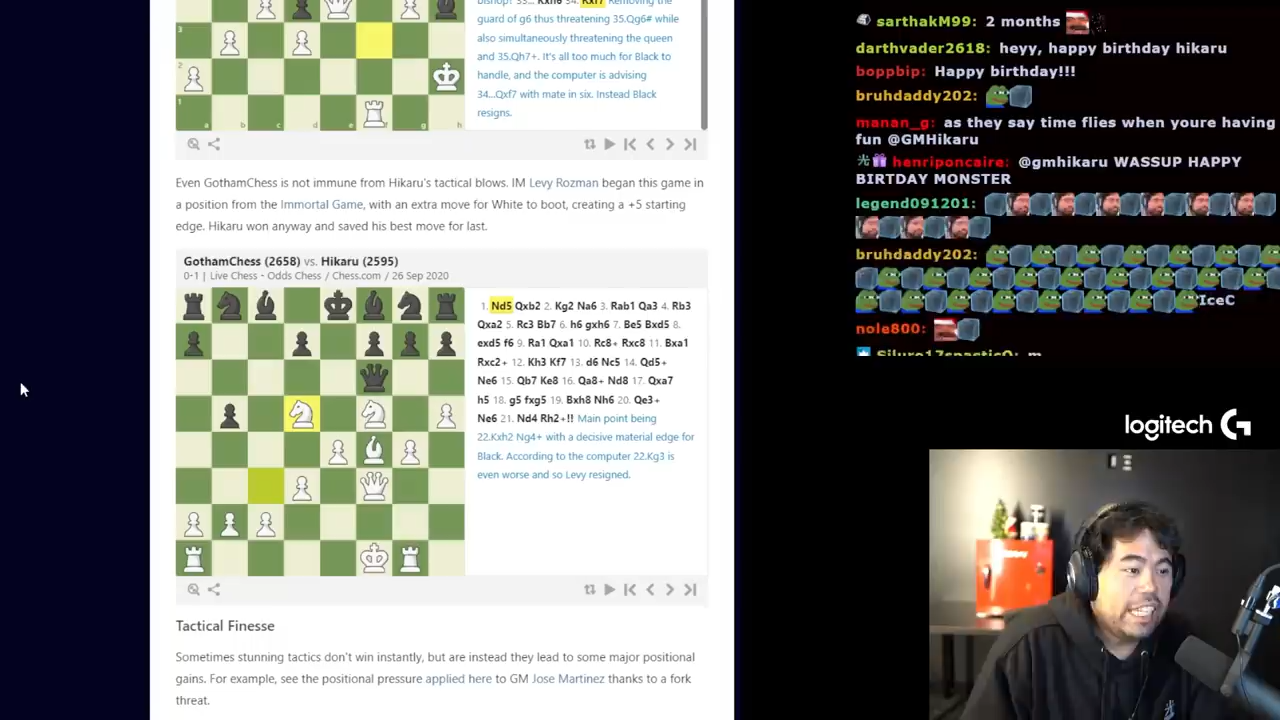 bishop? 33... Kxh6 34. Rxf7 Removing the
guard of g6 thus threatening 35.Qg6# while
also simultaneously threatening the queen
and 35.Qh7+. It's all too much for Black to
handle, and the computer is advising
34...Qxf7 with mate in six. Instead Black
resigns.
3
2
1
a b c d e f g h
Even GothamChess is not immune from Hikaru's tactical blows. IM Levy Rozman began this game in
a position from the Immortal Game, with an extra move for White to boot, creating a +5 starting
edge. Hikaru won anyway and saved his best move for last.
GothamChess (2658) vs. Hikaru (2595)
0-1 | Live Chess - Odds Chess / Chess.com / 26 Sep 2020
1. Nd5 Qxb2 2. Kg2 Na6 3. Rab1 Qa3 4. Rb3
Qxa2 5. Rc3 Bb7 6. h6 gxh6 7. Be5 Bxd5 8.
exd5 f6 9. Ra1 Qxa1 10. Rc8+ Rxc8 11. Bxa1
Rxc2+ 12. Kh3 Kf7 13. d6 Nc5 14. Qd5+
Ne6 15. Qb7 Ke8 16. Qa8+ Nd8 17. Qxa7
h5 18. g5 fxg5 19. Bxh8 Nh6 20. Qe3+
Ne6 21. Nd4 Rh2+!! Main point being
22.Kxh2 Ng4+ with a decisive material edge for
Black. According to the computer 22.Kg3 is
even worse and so Levy resigned.
Tactical Finesse
Sometimes stunning tactics don't win instantly, but are instead they lead to some major positional
gains. For example, see the positional pressure applied here to GM Jose Martinez thanks to a fork
threat.
sarthakM99: 2 months
darthvader2618: heyy, happy birthday hikaru
boppbip: Happy birthday!!!
bruhdaddy202:
manan_g: as they say time flies when youre having
fun @GMHikaru
henriponcaire: @gmhikaru WASSUP HAPPY
BIRTDAY MONSTER
legend091201:
bruhdaddy202:
IceC
nole800:
logitech G